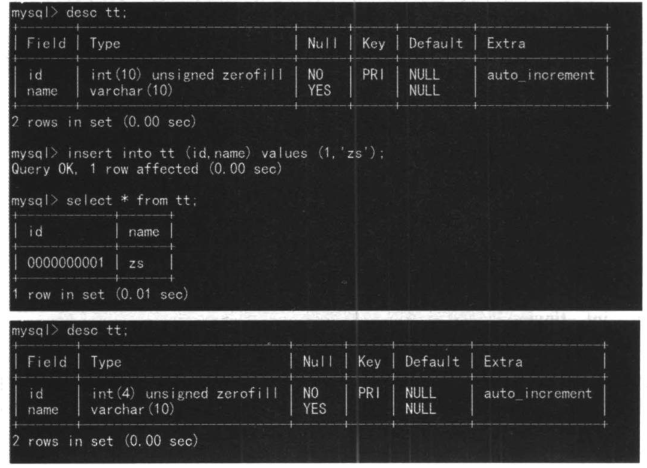 mysql> desc tt;
| Field | Type | Null | Key | Default | Extra |
| id | int(10) unsigned zerofill | NO | PRI | NULL | auto_increment |
| name | varchar(10) | YES | | NULL | |
2 rows in set (0.00 sec)
mysql> insert into tt (id,name) values (1,'zs');
Query OK, 1 row affected (0.00 sec)
mysql> select * from tt;
| id | name |
| 0000000001 | zs |
1 row in set (0.01 sec)
mysql> desc tt;
| Field | Type | Null | Key | Default | Extra |
| id | int(4) unsigned zerofill | NO | PRI | NULL | auto_increment |
| name | varchar(10) | YES | | NULL | |
2 rows in set (0.00 sec)